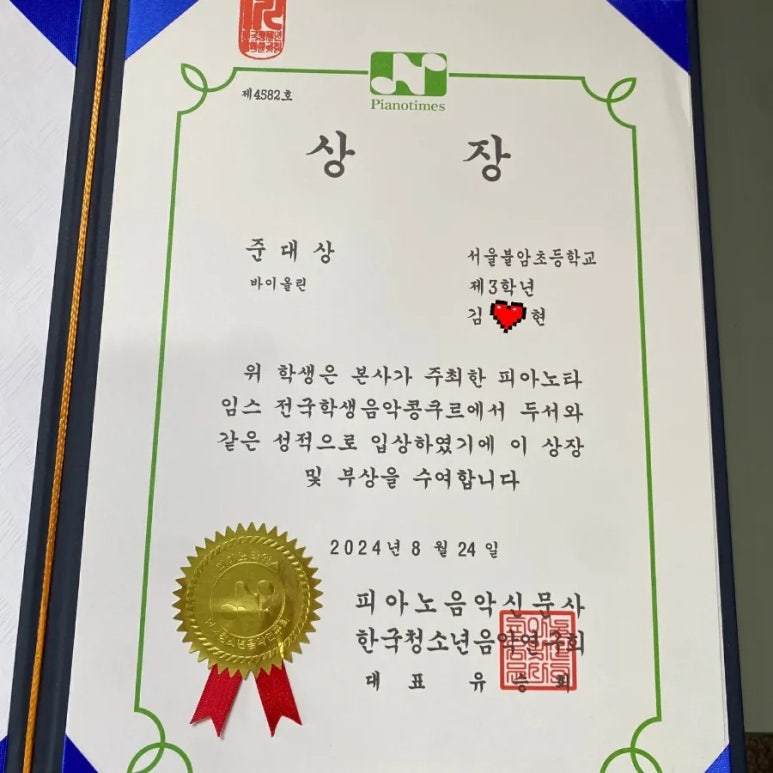 제4582호
Pianotimes
상 장
준대상
바이올린
서울불암초등학교
제3학년
김 현
위 학생은 본사가 주최한 피아노타
임스 전국학생음악콩쿠르에서 두서와
같은 성적으로 입상하였기에 이 상장
및 부상을 수여합니다
2024년 8 월 24 일
피아노음악신문사
한국청소년음악연구회
대 표 유 승 희